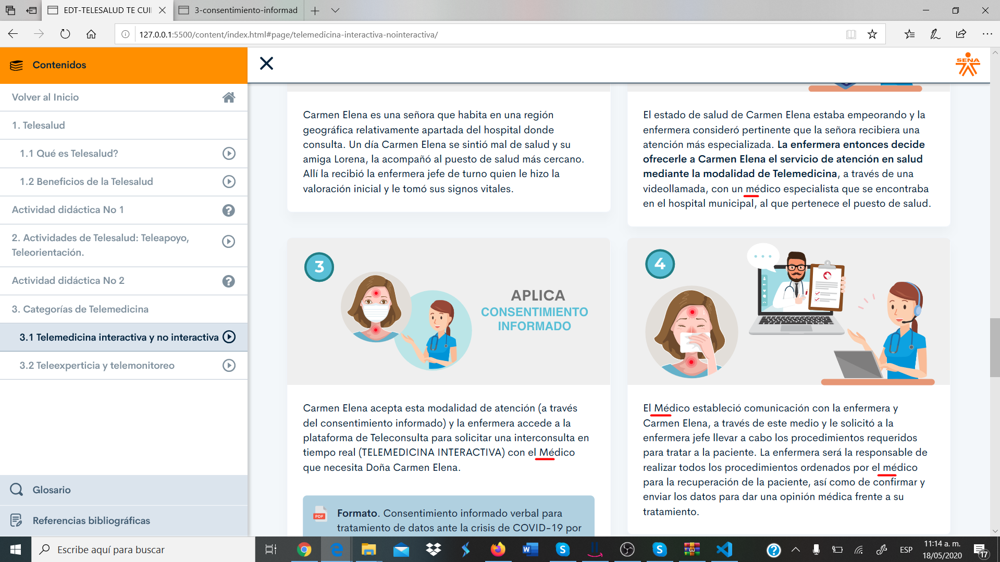 EDT-TELESALUD TE CUI
3-consentimiento-informad
127.0.0.1:5500/content/index.html#page/telemedicina-interactiva-nointeractiva/
Contenidos
SENA
Volver al Inicio
1. Telesalud
1.1 Qué es Telesalud?
1.2 Beneficios de la Telesalud
Actividad didáctica No 1
2. Actividades de Telesalud: Teleapoyo,
Teleorientación.
Actividad didáctica No 2
3. Categorías de Telemedicina
3.1 Telemedicina interactiva y no interactiva
3.2 Teleexperticia y telemonitoreo
Glosario
Referencias bibliográficas
Carmen Elena es una señora que habita en una región
geográfica relativamente apartada del hospital donde
consulta. Un día Carmen Elena se sintió mal de salud y su
amiga Lorena, la acompañó al puesto de salud más cercano.
Allí la recibió la enfermera jefe de turno quien le hizo la
valoración inicial y le tomó sus signos vitales.
El estado de salud de Carmen Elena estaba empeorando y la
enfermera consideró pertinente que la señora recibiera una
atención más especializada. La enfermera entonces decide
ofrecerle a Carmen Elena el servicio de atención en salud
mediante la modalidad de Telemedicina, a través de una
videollamada, con un médico especialista que se encontraba
en el hospital municipal, al que pertenece el puesto de salud.
3
APLICA
CONSENTIMIENTO
INFORMADO
Carmen Elena acepta esta modalidad de atención (a través
del consentimiento informado) y la enfermera accede a la
plataforma de Teleconsulta para solicitar una interconsulta en
tiempo real (TELEMEDICINA INTERACTIVA) con el Médico
que necesita Doña Carmen Elena.
PDF
Formato. Consentimiento informado verbal para
tratamiento de datos ante la crisis de COVID-19 por
4
El Médico estableció comunicación con la enfermera y
Carmen Elena, a través de este medio y le solicitó a la
enfermera jefe llevar a cabo los procedimientos requeridos
para tratar a la paciente. La enfermera será la responsable de
realizar todos los procedimientos ordenados por el médico
para la recuperación de la paciente, así como de confirmar y
enviar los datos para dar una opinión médica frente a su
tratamiento.
Escribe aquí para buscar
ESP
11:14 a. m.
18/05/2020
17